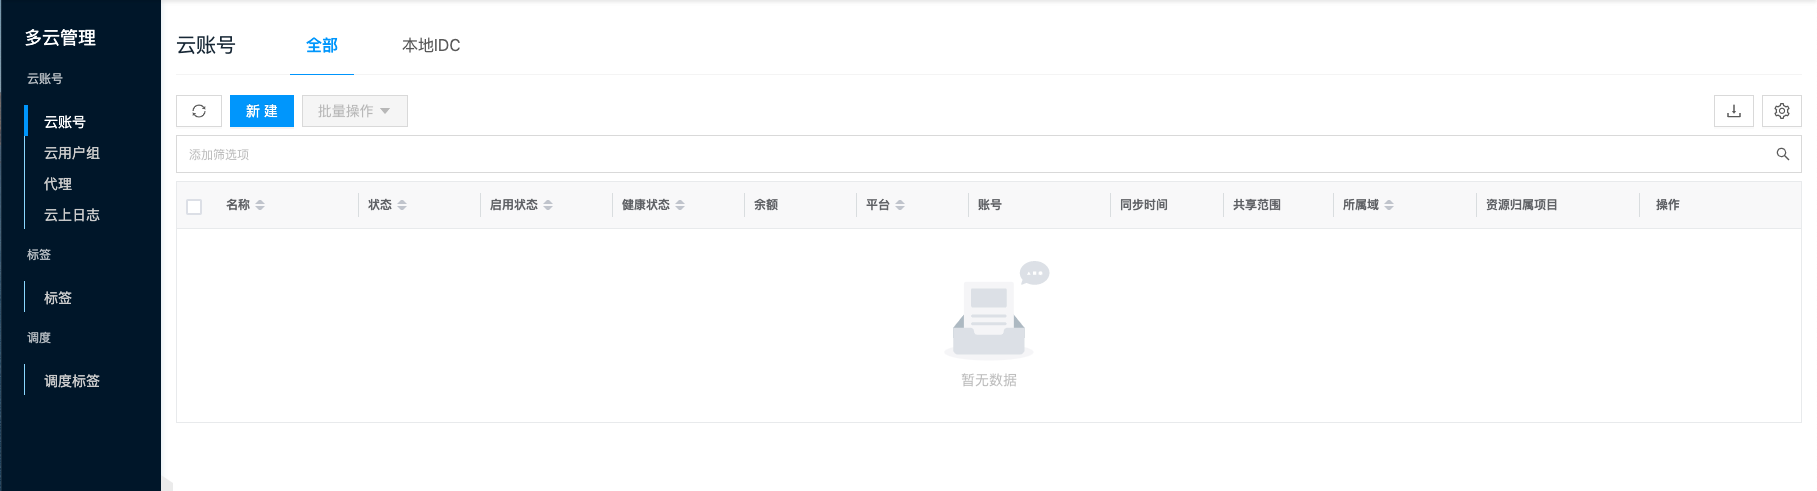 多云管理
云账号
云账号
云用户组
代理
云上日志
标签
标签
调度
调度标签
云账号 全部 本地IDC
新 建 批量操作
添加筛选项
名称 状态 启用状态 健康状态 余额 平台 账号 同步时间 共享范围 所属域 资源归属项目 操作
暂无数据